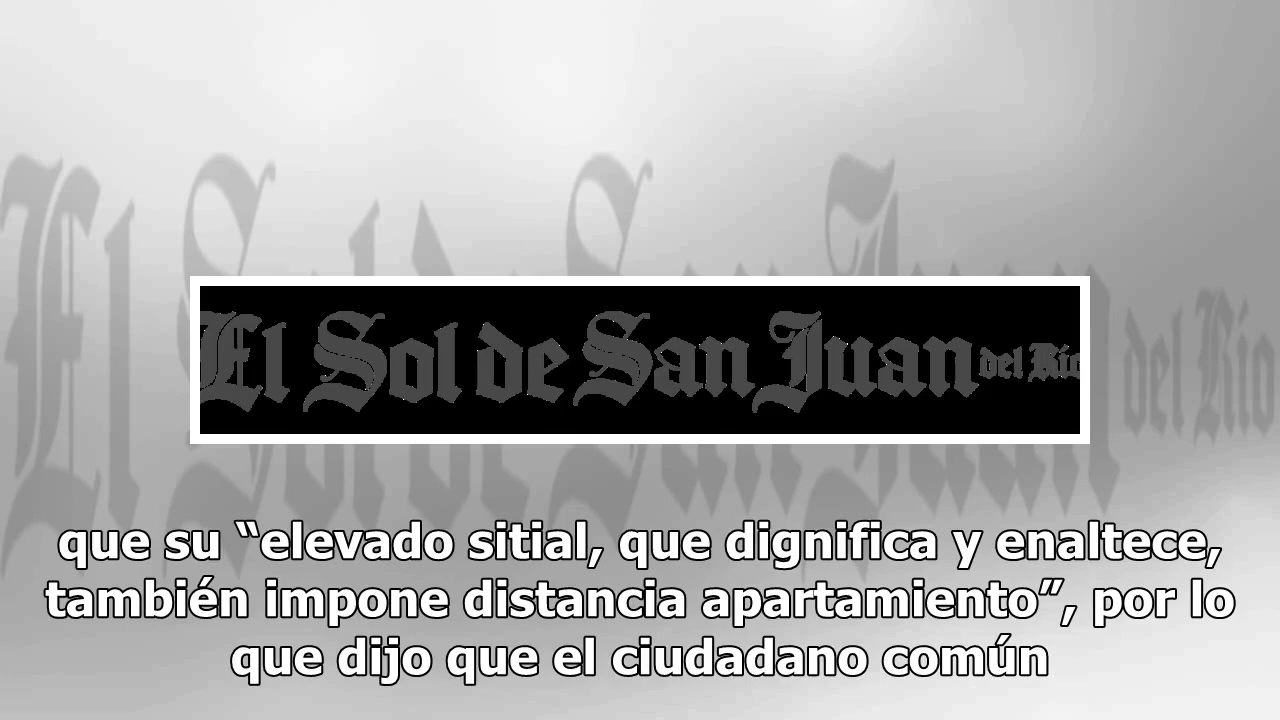 El Sol de San Juan del Río
que su “elevado sitial, que dignifica y enaltece,
también impone distancia apartamiento”, por lo
que dijo que el ciudadano común